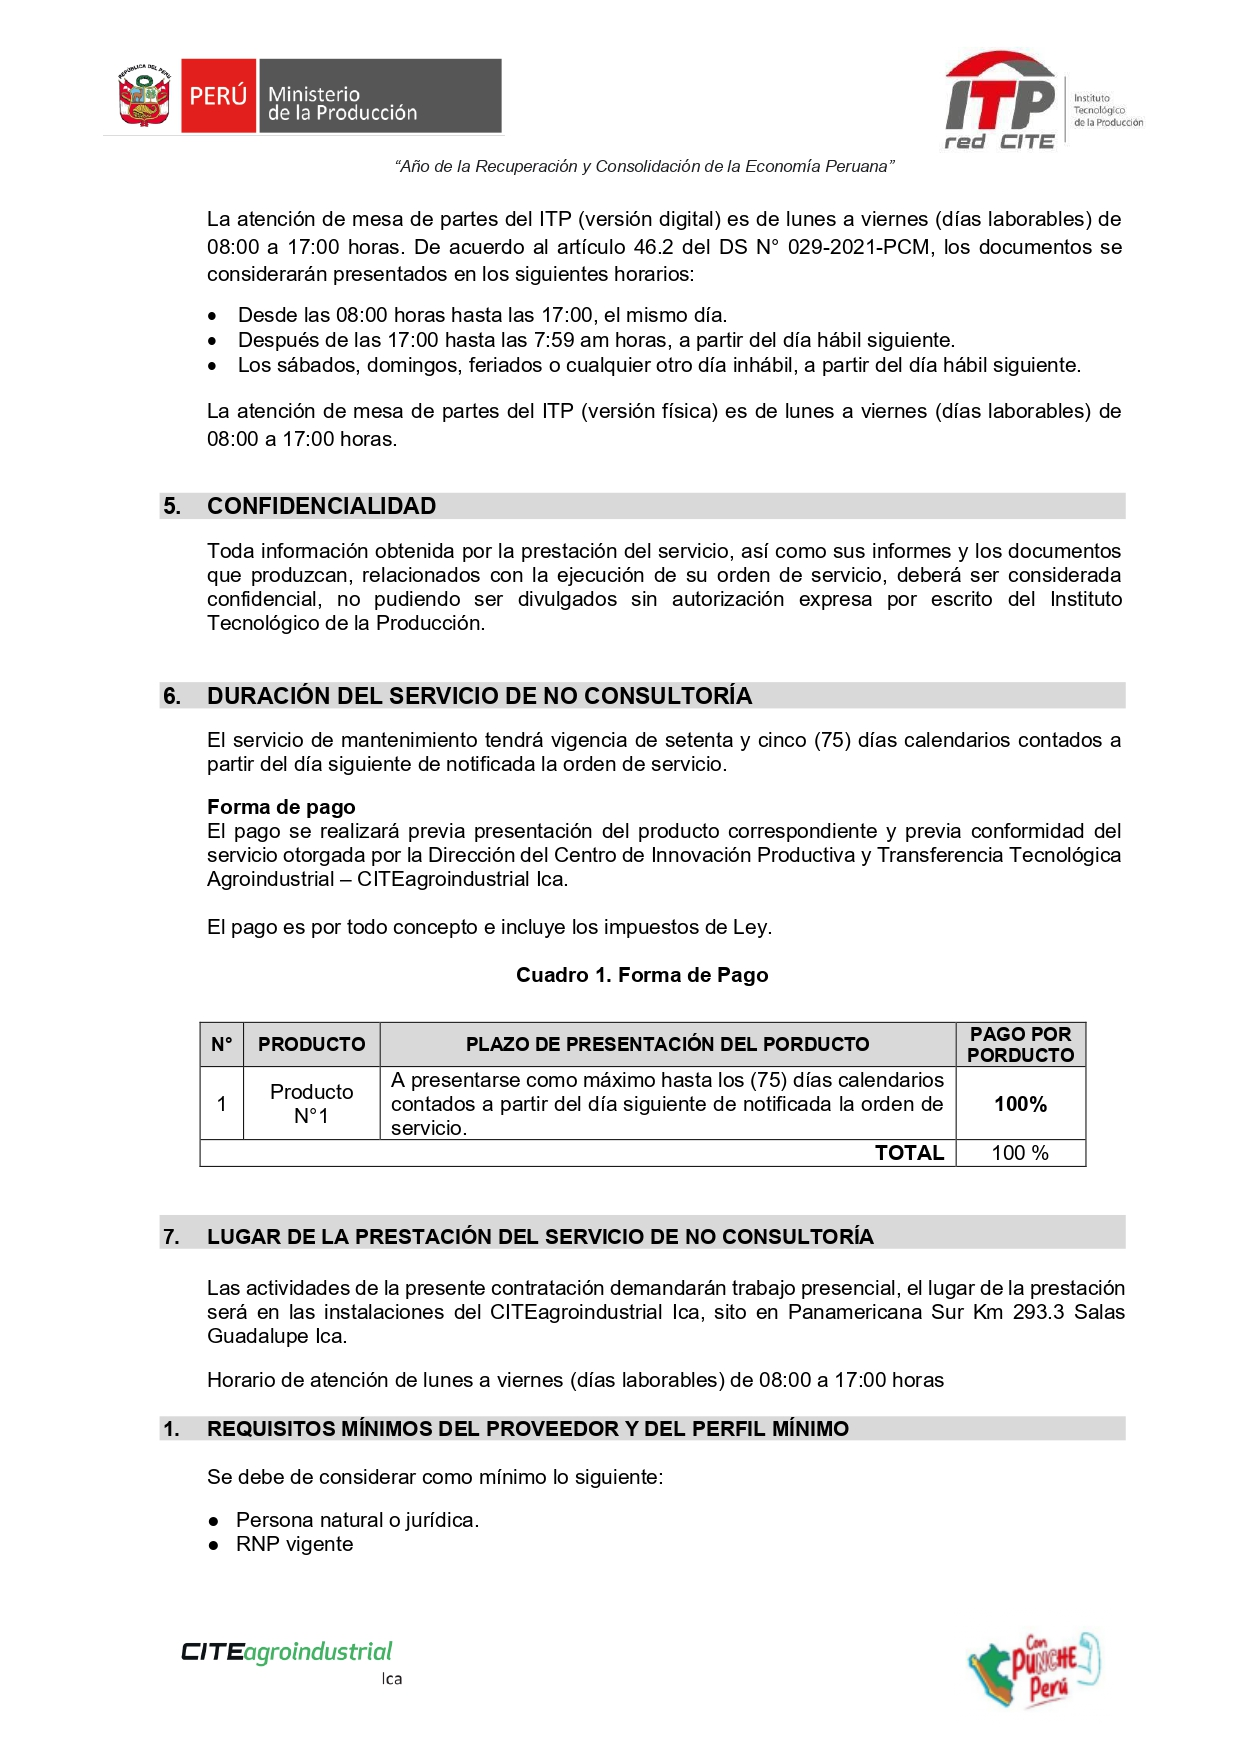 REPÚBLICA DEL PERÚ
PERÚ
Ministerio
de la Producción
ITP
red CITE
Instituto
Tecnológico
de la Producción
“Año de la Recuperación y Consolidación de la Economía Peruana”
La atención de mesa de partes del ITP (versión digital) es de lunes a viernes (días laborables) de
08:00 a 17:00 horas. De acuerdo al artículo 46.2 del DS N° 029-2021-PCM, los documentos se
considerarán presentados en los siguientes horarios:
• Desde las 08:00 horas hasta las 17:00, el mismo día.
• Después de las 17:00 hasta las 7:59 am horas, a partir del día hábil siguiente.
• Los sábados, domingos, feriados o cualquier otro día inhábil, a partir del día hábil siguiente.
La atención de mesa de partes del ITP (versión física) es de lunes a viernes (días laborables) de
08:00 a 17:00 horas.
5. CONFIDENCIALIDAD
Toda información obtenida por la prestación del servicio, así como sus informes y los documentos
que produzcan, relacionados con la ejecución de su orden de servicio, deberá ser considerada
confidencial, no pudiendo ser divulgados sin autorización expresa por escrito del Instituto
Tecnológico de la Producción.
6. DURACIÓN DEL SERVICIO DE NO CONSULTORÍA
El servicio de mantenimiento tendrá vigencia de setenta y cinco (75) días calendarios contados a
partir del día siguiente de notificada la orden de servicio.
Forma de pago
El pago se realizará previa presentación del producto correspondiente y previa conformidad del
servicio otorgada por la Dirección del Centro de Innovación Productiva y Transferencia Tecnológica
Agroindustrial – CITEagroindustrial Ica.
El pago es por todo concepto e incluye los impuestos de Ley.
Cuadro 1. Forma de Pago
N° PRODUCTO PLAZO DE PRESENTACIÓN DEL PORDUCTO PAGO POR
PORDUCTO
1 Producto
N°1
A presentarse como máximo hasta los (75) días calendarios
contados a partir del día siguiente de notificada la orden de
servicio.
100%
TOTAL 100 %
7. LUGAR DE LA PRESTACIÓN DEL SERVICIO DE NO CONSULTORÍA
Las actividades de la presente contratación demandarán trabajo presencial, el lugar de la prestación
será en las instalaciones del CITEagroindustrial Ica, sito en Panamericana Sur Km 293.3 Salas
Guadalupe Ica.
Horario de atención de lunes a viernes (días laborables) de 08:00 a 17:00 horas
1. REQUISITOS MÍNIMOS DEL PROVEEDOR Y DEL PERFIL MÍNIMO
Se debe de considerar como mínimo lo siguiente:
● Persona natural o jurídica.
● RNP vigente
CITEagroindustrial
Ica
Con
PUNCHE
Perú